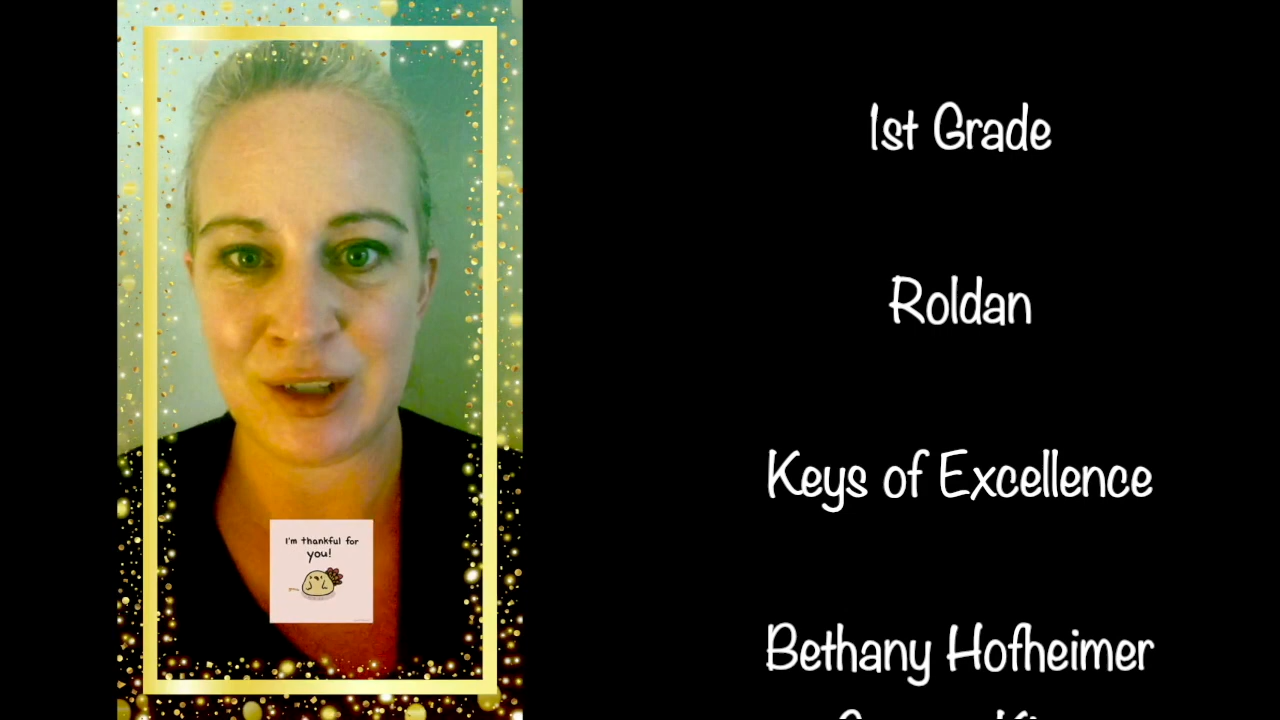 1st Grade
Roldan
Keys of Excellence
Bethany Hofheimer
I'm thankful for
you!